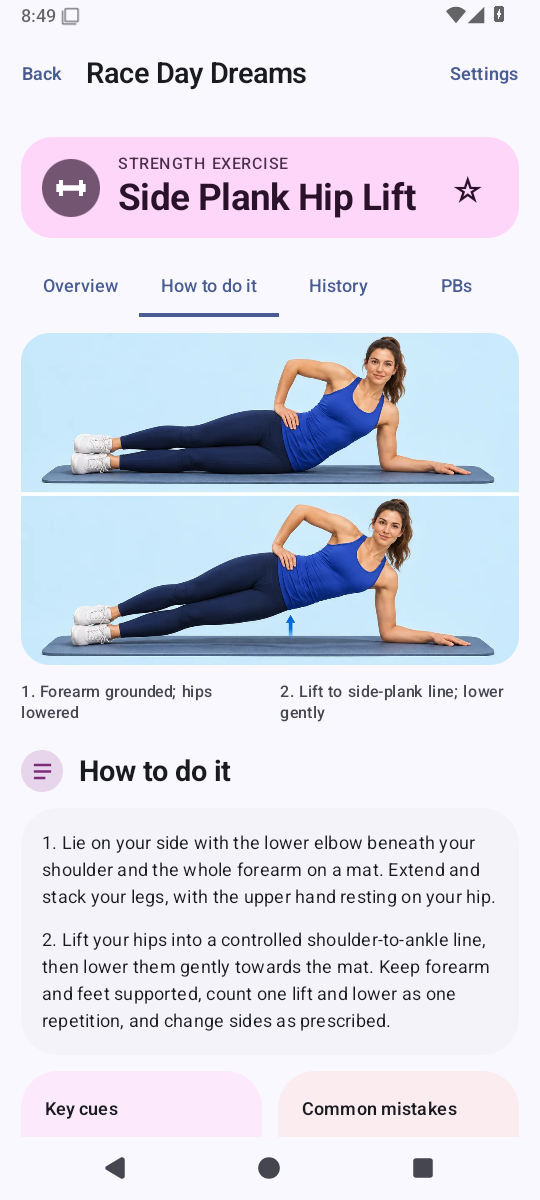 8:49
Back
Race Day Dreams
Settings
STRENGTH EXERCISE
Side Plank Hip Lift
Overview
How to do it
History
PBs
1. Forearm grounded; hips
lowered
2. Lift to side-plank line; lower
gently
How to do it
1. Lie on your side with the lower elbow beneath your
shoulder and the whole forearm on a mat. Extend and
stack your legs, with the upper hand resting on your hip.
2. Lift your hips into a controlled shoulder-to-ankle line,
then lower them gently towards the mat. Keep forearm
and feet supported, count one lift and lower as one
repetition, and change sides as prescribed.
Key cues
Common mistakes